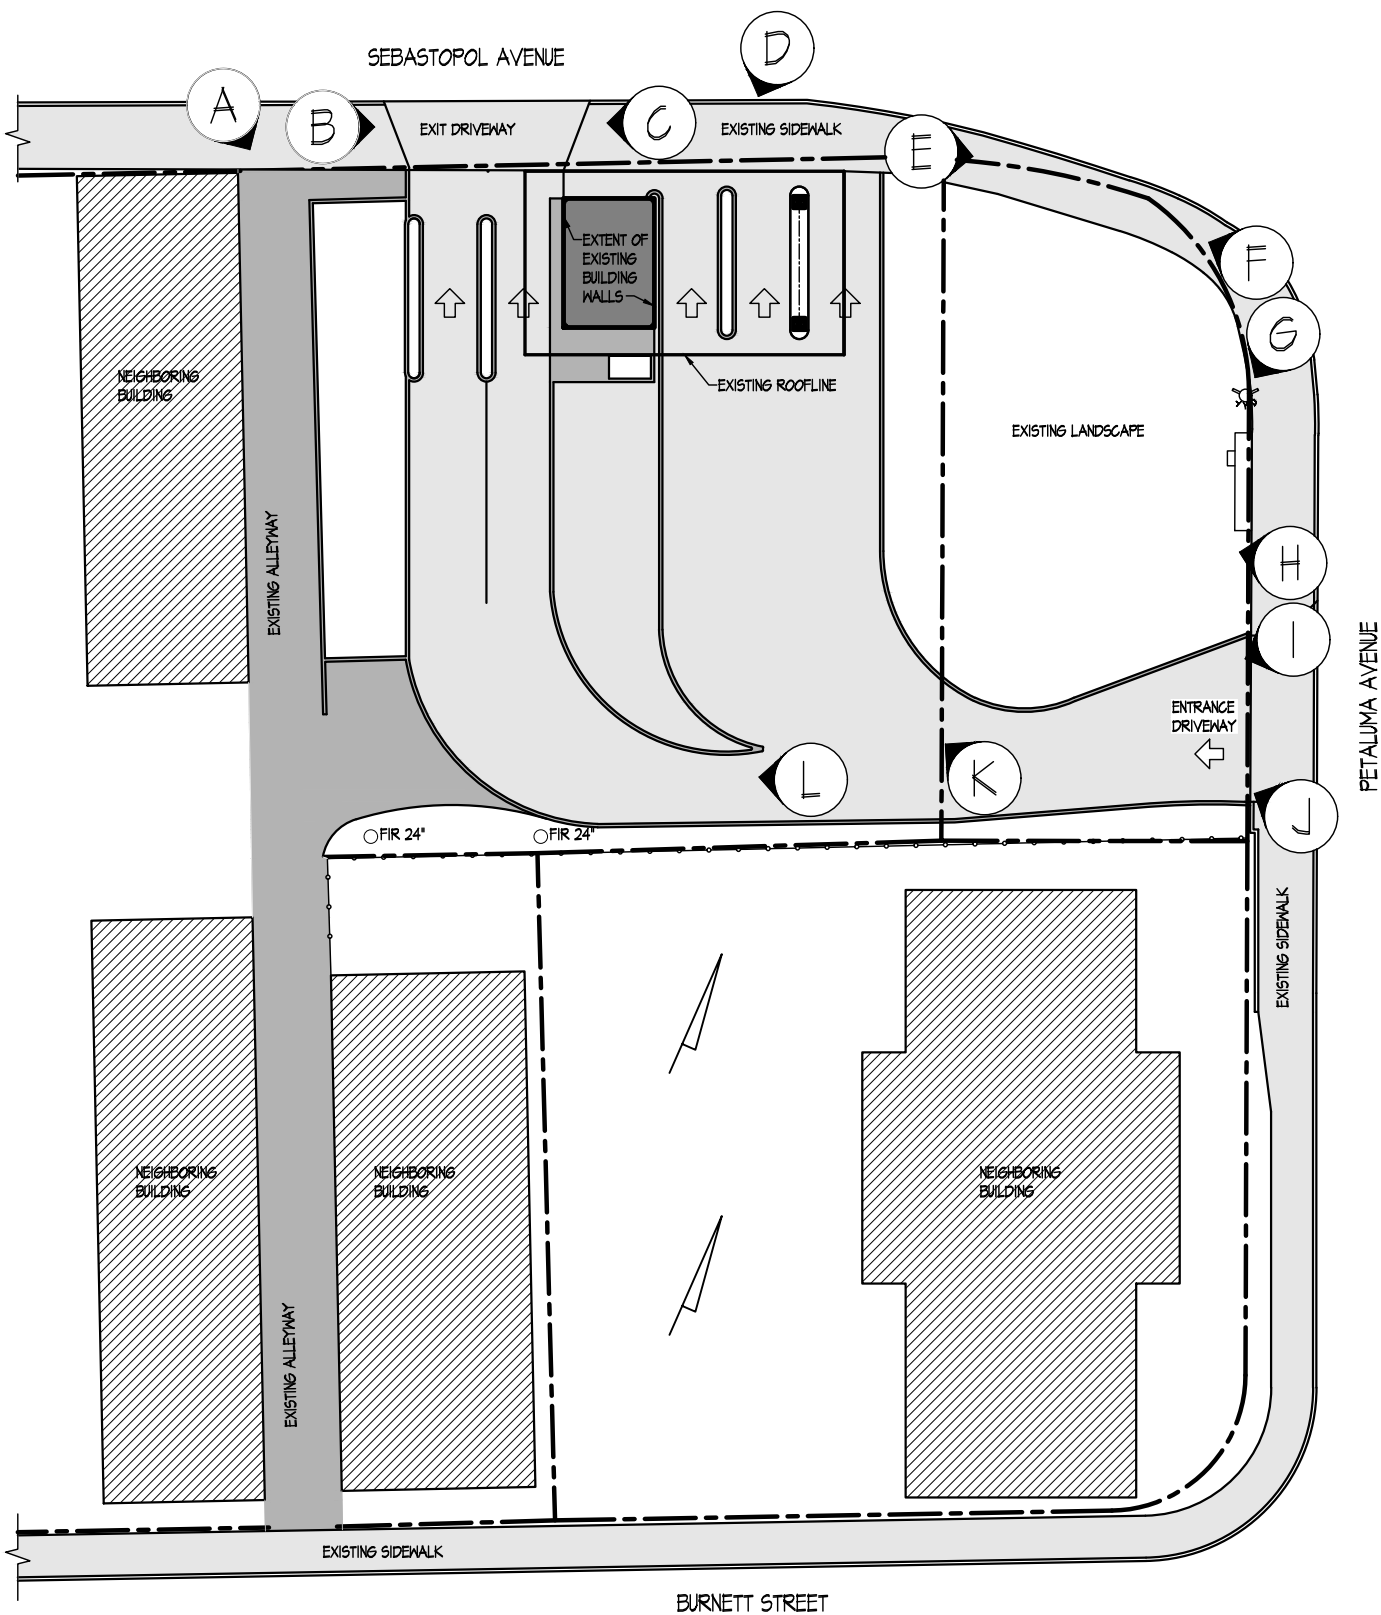 SEBASTOPOL AVENUE
D
A
B
EXIT DRIVEWAY
C
EXISTING SIDEWALK
E
EXTENT OF
EXISTING
BUILDING
WALLS
F
G
NEIGHBORING
BUILDING
EXISTING ROOFLINE
EXISTING LANDSCAPE
EXISTING ALLEYWAY
H
I
PETALUMA AVENUE
ENTRANCE
DRIVEWAY
L
K
J
FIR 24"
FIR 24"
EXISTING SIDEWALK
NEIGHBORING
BUILDING
NEIGHBORING
BUILDING
NEIGHBORING
BUILDING
EXISTING ALLEYWAY
EXISTING SIDEWALK
BURNETT STREET